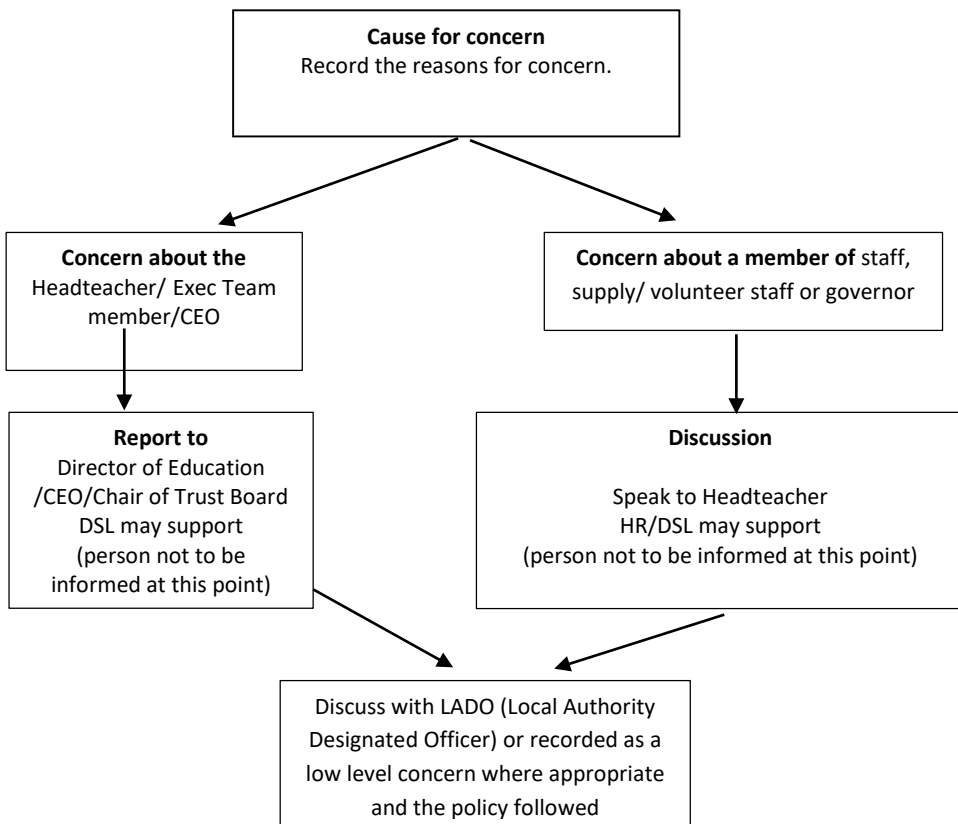 Cause for concern
Record the reasons for concern.
Concern about the
Headteacher/ Exec Team
member/CEO
Concern about a member of staff,
supply/ volunteer staff or governor
Report to
Director of Education
/CEO/Chair of Trust Board
DSL may support
(person not to be
informed at this point)
Discussion
Speak to Headteacher
HR/DSL may support
(person not to be informed at this point)
Discuss with LADO (Local Authority
Designated Officer) or recorded as a
low level concern where appropriate
and the policy followed